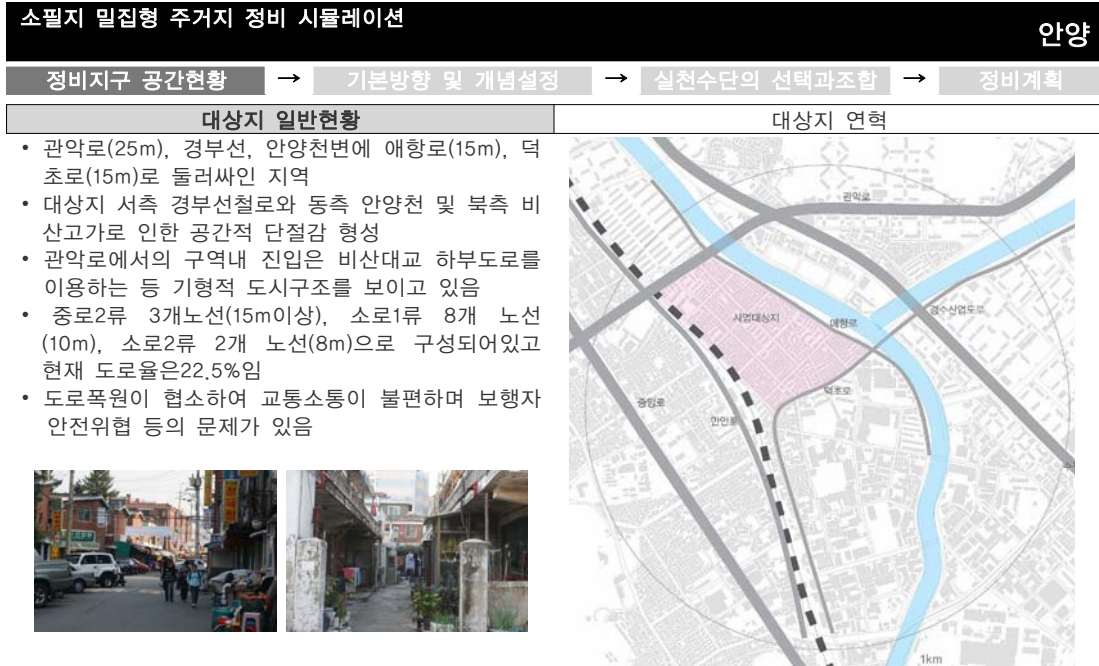 소필지 밀집형 주거지 정비 시뮬레이션
안양
정비지구 공간현황 → 기본방향 및 개념설정 → 실천수단의 선택과조합 → 정비계획
대상지 일반현황
대상지 연혁
• 관악로(25m), 경부선, 안양천변에 애향로(15m), 덕
초로(15m)로 둘러싸인 지역
• 대상지 서측 경부선철로와 동측 안양천 및 북측 비
산고가로 인한 공간적 단절감 형성
• 관악로에서의 구역내 진입은 비산대교 하부도로를
이용하는 등 기형적 도시구조를 보이고 있음
• 중로2류 3개노선(15m이상), 소로1류 8개 노선
(10m), 소로2류 2개 노선(8m)으로 구성되어있고
현재 도로율은22.5%임
• 도로폭원이 협소하여 교통소통이 불편하며 보행자
안전위협 등의 문제가 있음
관악로
경수산업도로
사업대상지
애향로
덕초로
중앙로
안양로
1km